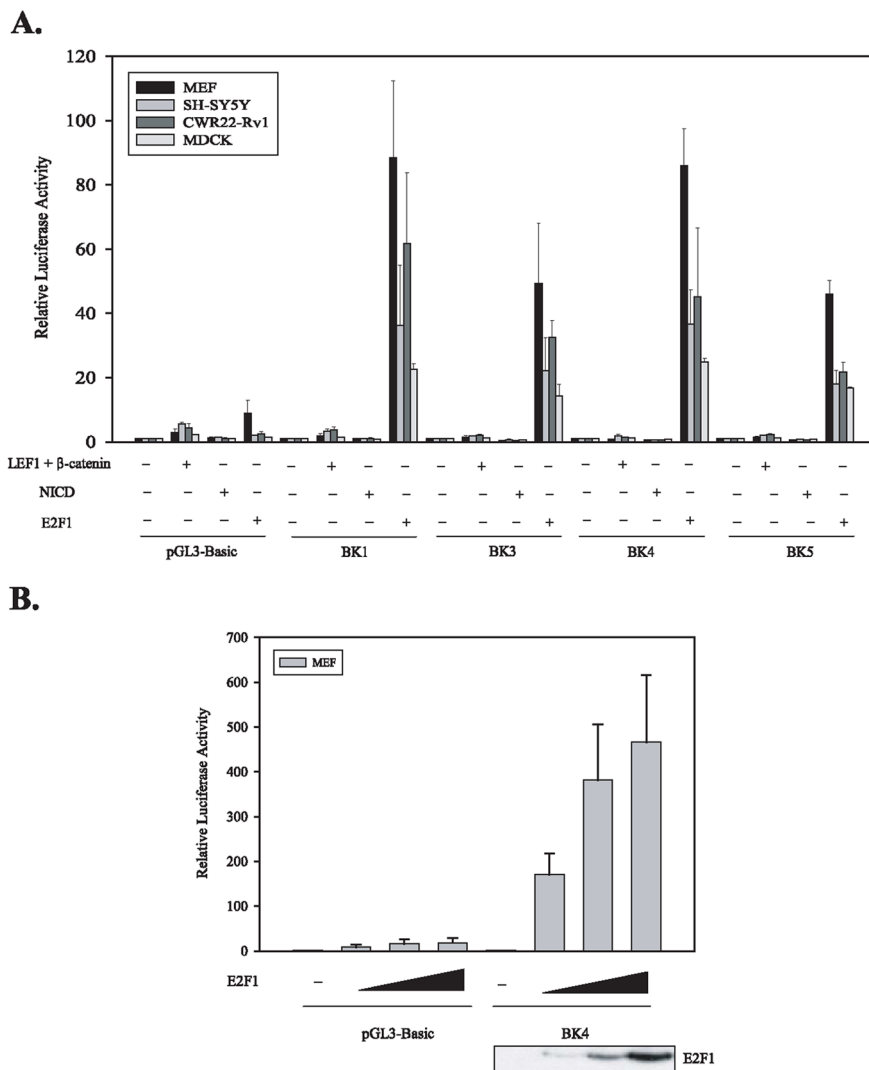 A.
120
100
80
60
40
20
0
Relative Luciferase Activity
MEF
SH-SY5Y
CWR22-Rv1
MDCK
LEF1 + β-catenin − + − − − + − − − + − − − + − − − + − −
NICD − − + − − − + − − − + − − − + − − − + −
E2F1 − − − + − − − + − − − + − − − + − − − +
pGL3-Basic BK1 BK3 BK4 BK5
B.
700
600
500
400
300
200
100
0
Relative Luciferase Activity
MEF
E2F1 − −
pGL3-Basic BK4
E2F1